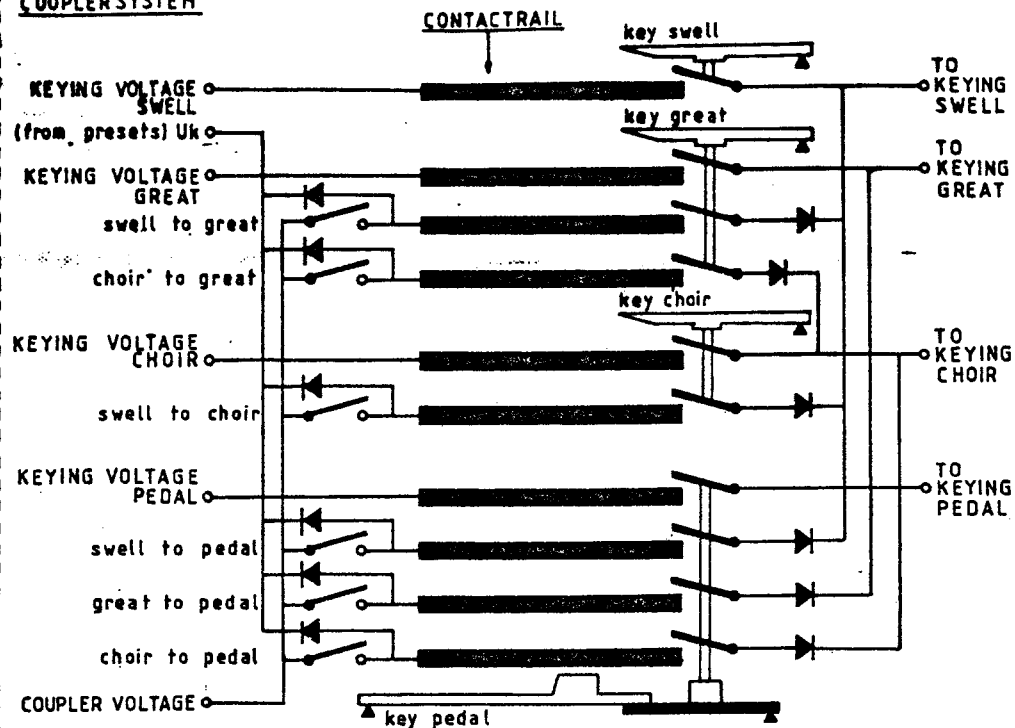 COUPLERSYSTEM
CONTACTRAIL
key swell
KEYING VOLTAGE
SWELL
TO
KEYING
SWELL
(from presets) Uk
key great
KEYING VOLTAGE
GREAT
TO
KEYING
GREAT
swell to great
choir to great
key choir
KEYING VOLTAGE
CHOIR
TO
KEYING
CHOIR
swell to choir
KEYING VOLTAGE
PEDAL
TO
KEYING
PEDAL
swell to pedal
great to pedal
choir to pedal
COUPLER VOLTAGE
key pedal